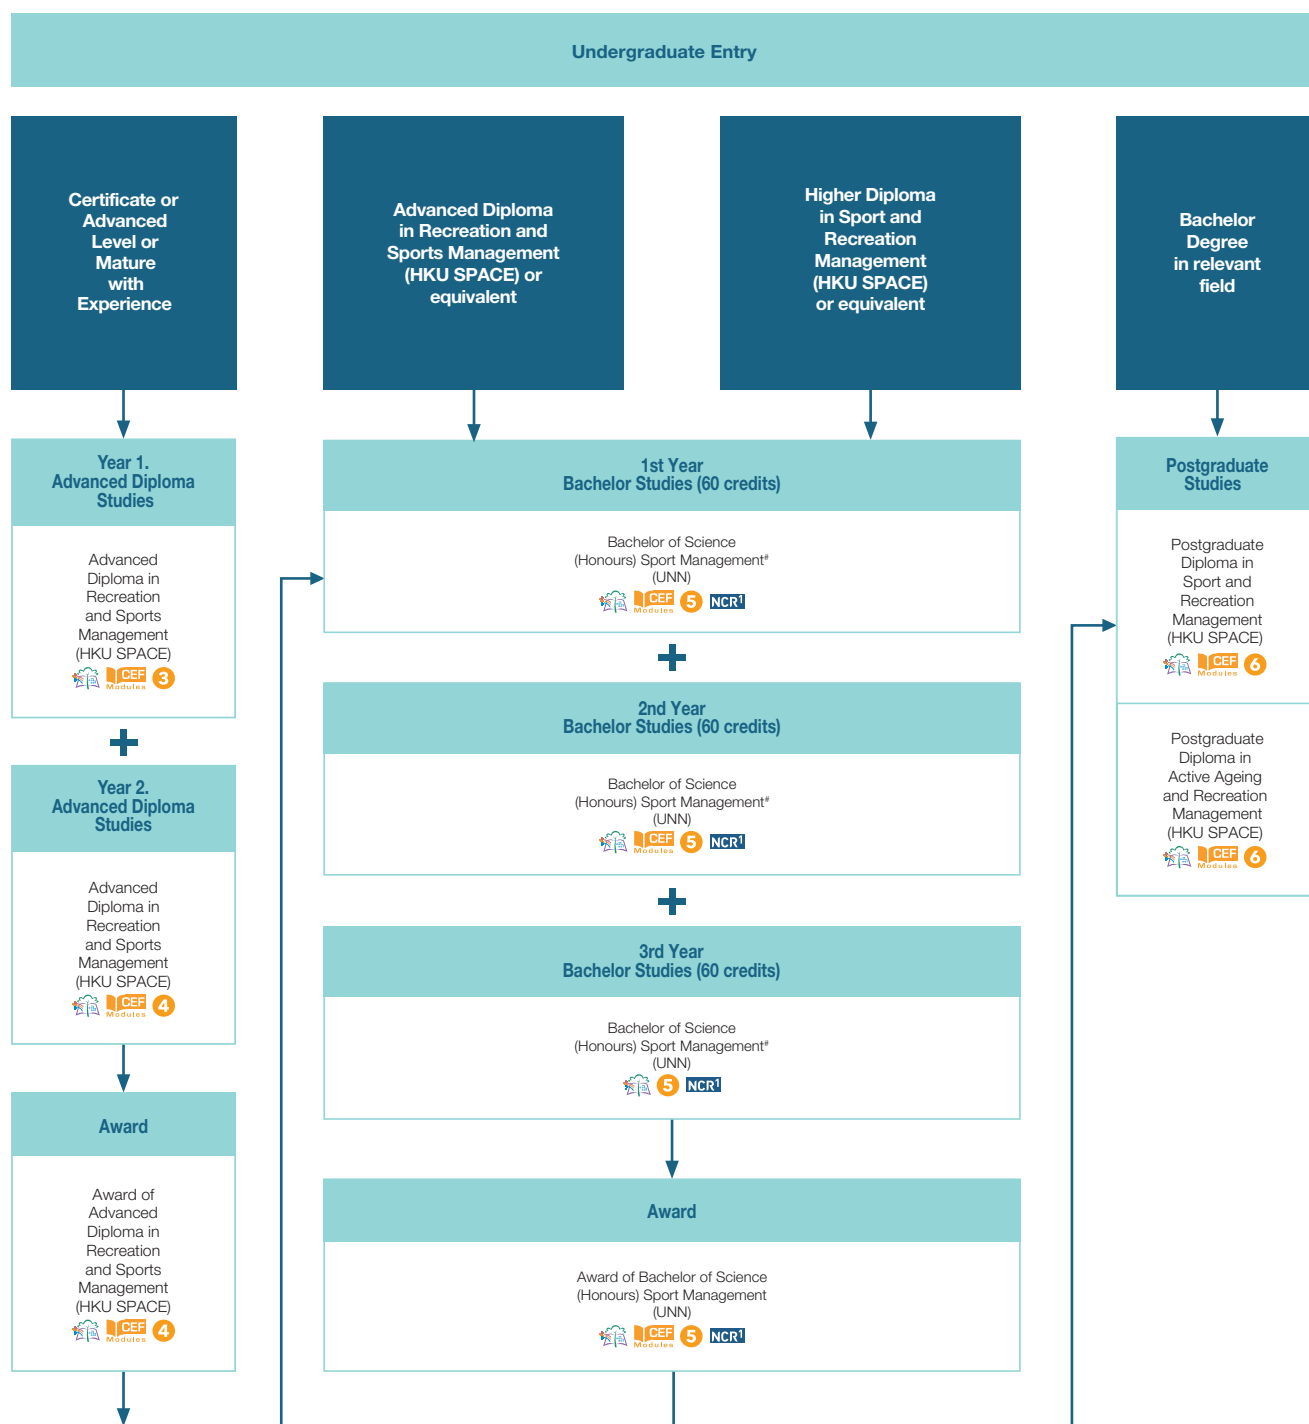 Undergraduate Entry
Certificate or
Advanced
Level or
Mature
with
Experience
Advanced Diploma
in Recreation and
Sports Management
(HKU SPACE) or
equivalent
Higher Diploma
in Sport and
Recreation
Management
(HKU SPACE)
or equivalent
Bachelor
Degree
in relevant
field
Year 1.
Advanced Diploma
Studies
Advanced
Diploma in
Recreation
and Sports
Management
(HKU SPACE)
CEF
Modules
3
Year 2.
Advanced Diploma
Studies
Advanced
Diploma in
Recreation
and Sports
Management
(HKU SPACE)
CEF
Modules
4
Award
Award of
Advanced
Diploma in
Recreation
and Sports
Management
(HKU SPACE)
CEF
Modules
4
1st Year
Bachelor Studies (60 credits)
Bachelor of Science
(Honours) Sport Management#
(UNN)
CEF
Modules
5 NCR1
2nd Year
Bachelor Studies (60 credits)
Bachelor of Science
(Honours) Sport Management#
(UNN)
CEF
Modules
5 NCR1
3rd Year
Bachelor Studies (60 credits)
Bachelor of Science
(Honours) Sport Management#
(UNN)
5 NCR1
Award
Award of Bachelor of Science
(Honours) Sport Management
(UNN)
CEF
Modules
5 NCR1
Postgraduate
Studies
Postgraduate
Diploma in
Sport and
Recreation
Management
(HKU SPACE)
CEF
Modules
6
Postgraduate
Diploma in
Active Ageing
and Recreation
Management
(HKU SPACE)
CEF
Modules
6